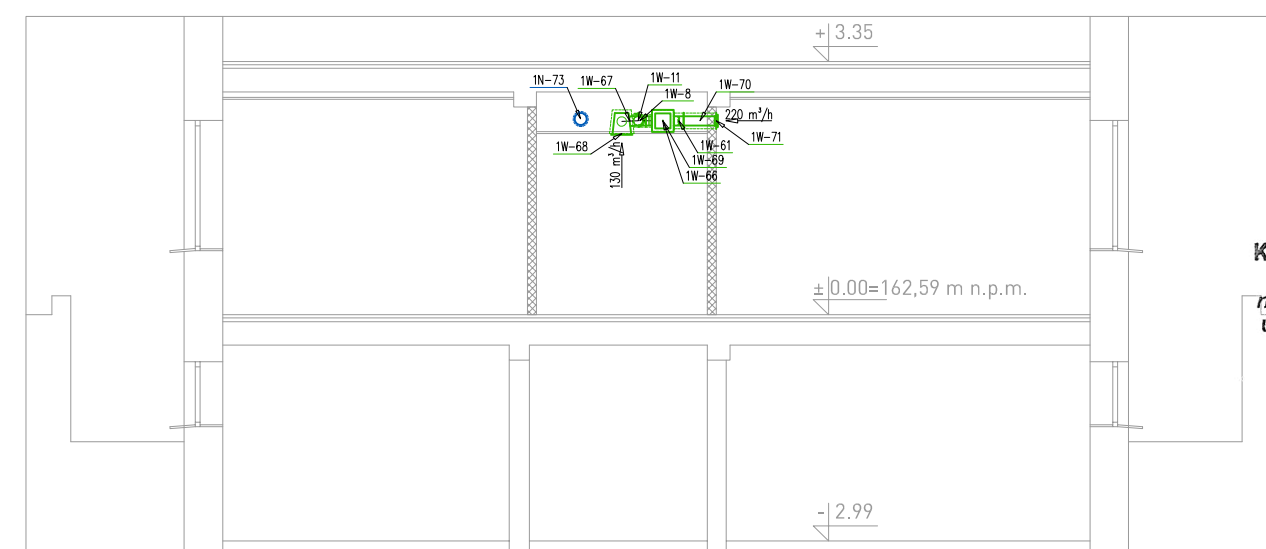 + 3.35
1N-73
1W-67
1W-11
1W-8
1W-70
220 m³/h
1W-71
1W-68
1W-61
1W-69
1W-66
130 m³/h
± 0.00=162,59 m n.p.m.
K
- 2.99